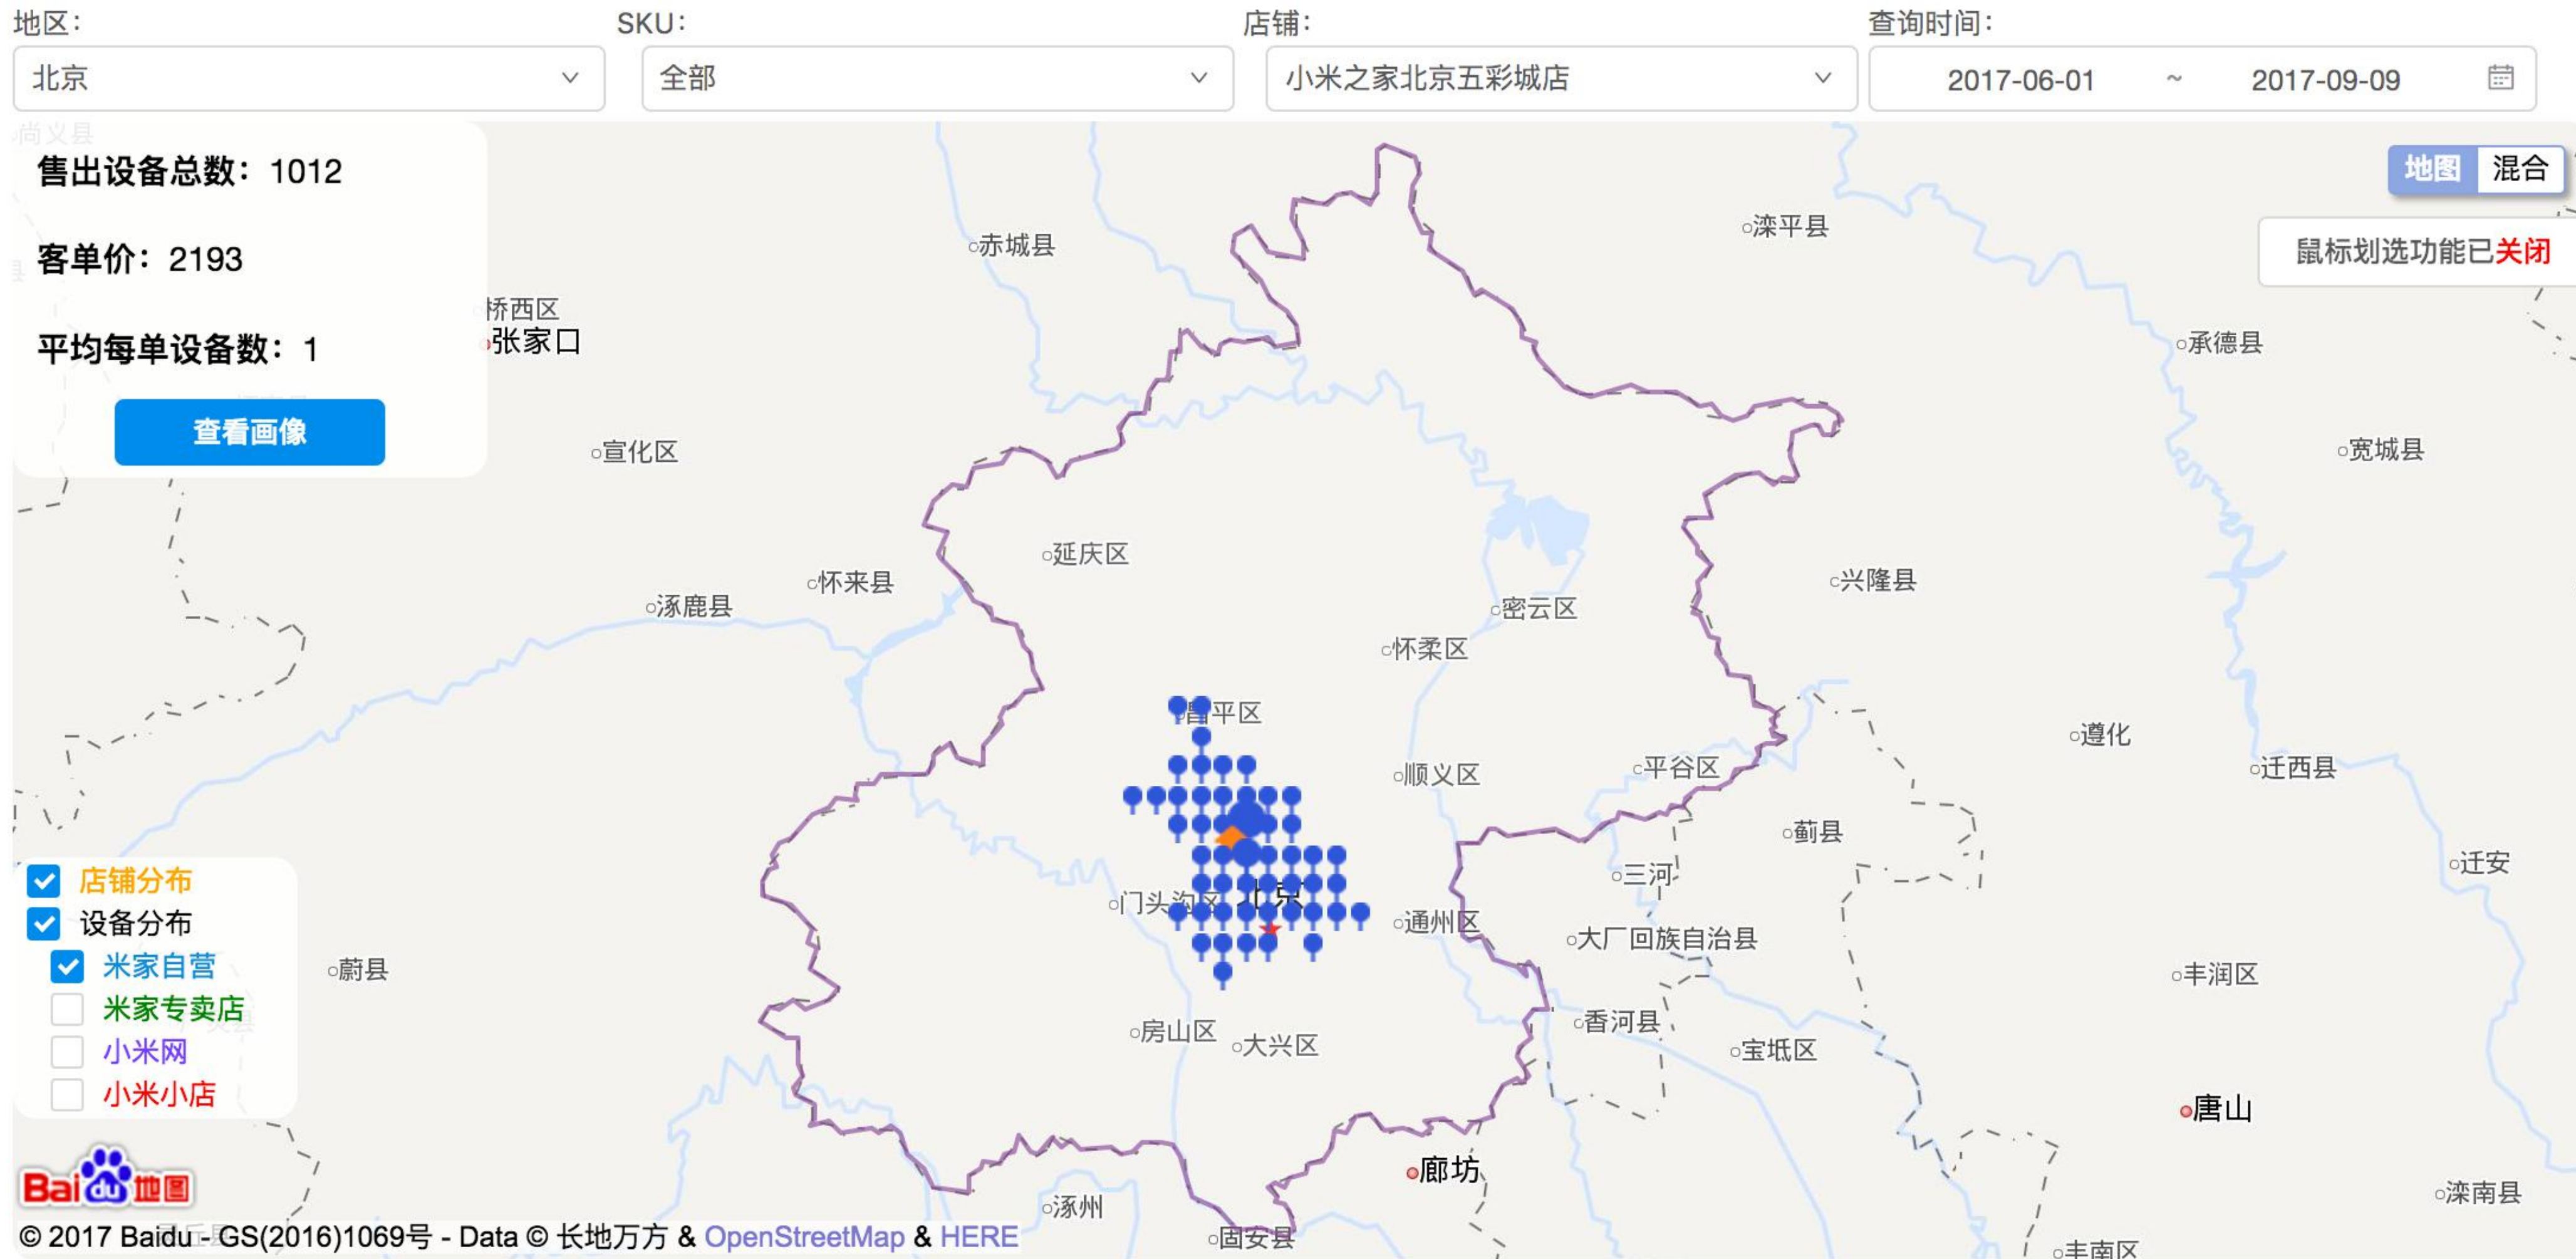 地区：
SKU：
店铺：
查询时间：
北京
全部
小米之家北京五彩城店
2017-06-01 ~ 2017-09-09
尚义县
售出设备总数：1012
客单价：2193
平均每单设备数：1
查看画像
地图 混合
鼠标划选功能已关闭
赤城县
滦平县
桥西区
张家口
承德县
宣化区
宽城县
延庆区
怀来县
涿鹿县
兴隆县
密云区
怀柔区
昌平区
遵化
顺义区
平谷区
迁西县
蓟县
三河
迁安
门头沟区
北京
通州区
大厂回族自治县
蔚县
丰润区
房山区
大兴区
香河县
宝坻区
唐山
廊坊
涿州
滦南县
固安县
丰南区
店铺分布
设备分布
米家自营
米家专卖店
小米网
小米小店
Bai du 地图
© 2017 Baidu - GS(2016)1069号 - Data © 长地万方 & OpenStreetMap & HERE